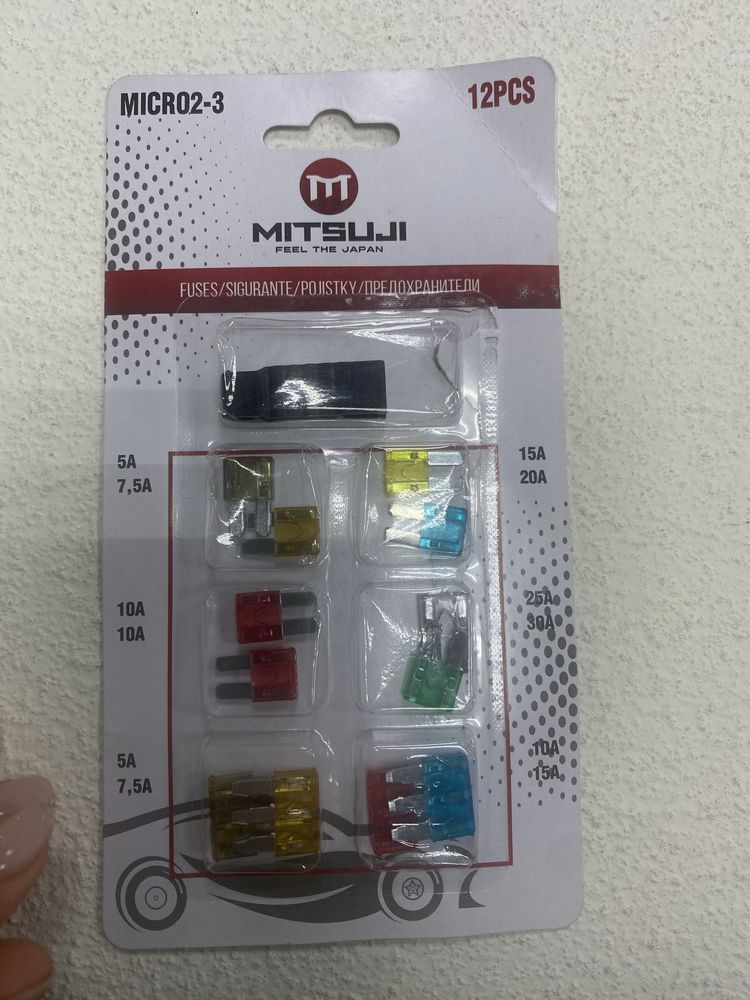 MICRO2-3
12PCS
MITSUJI
FEEL THE JAPAN
FUSES/SIGURANTE/POJISTKY/ПРЕДОХРАНИТЕЛИ
5A
7,5A
15A
20A
10A
10A
25A
30A
5A
7,5A
10A
15A